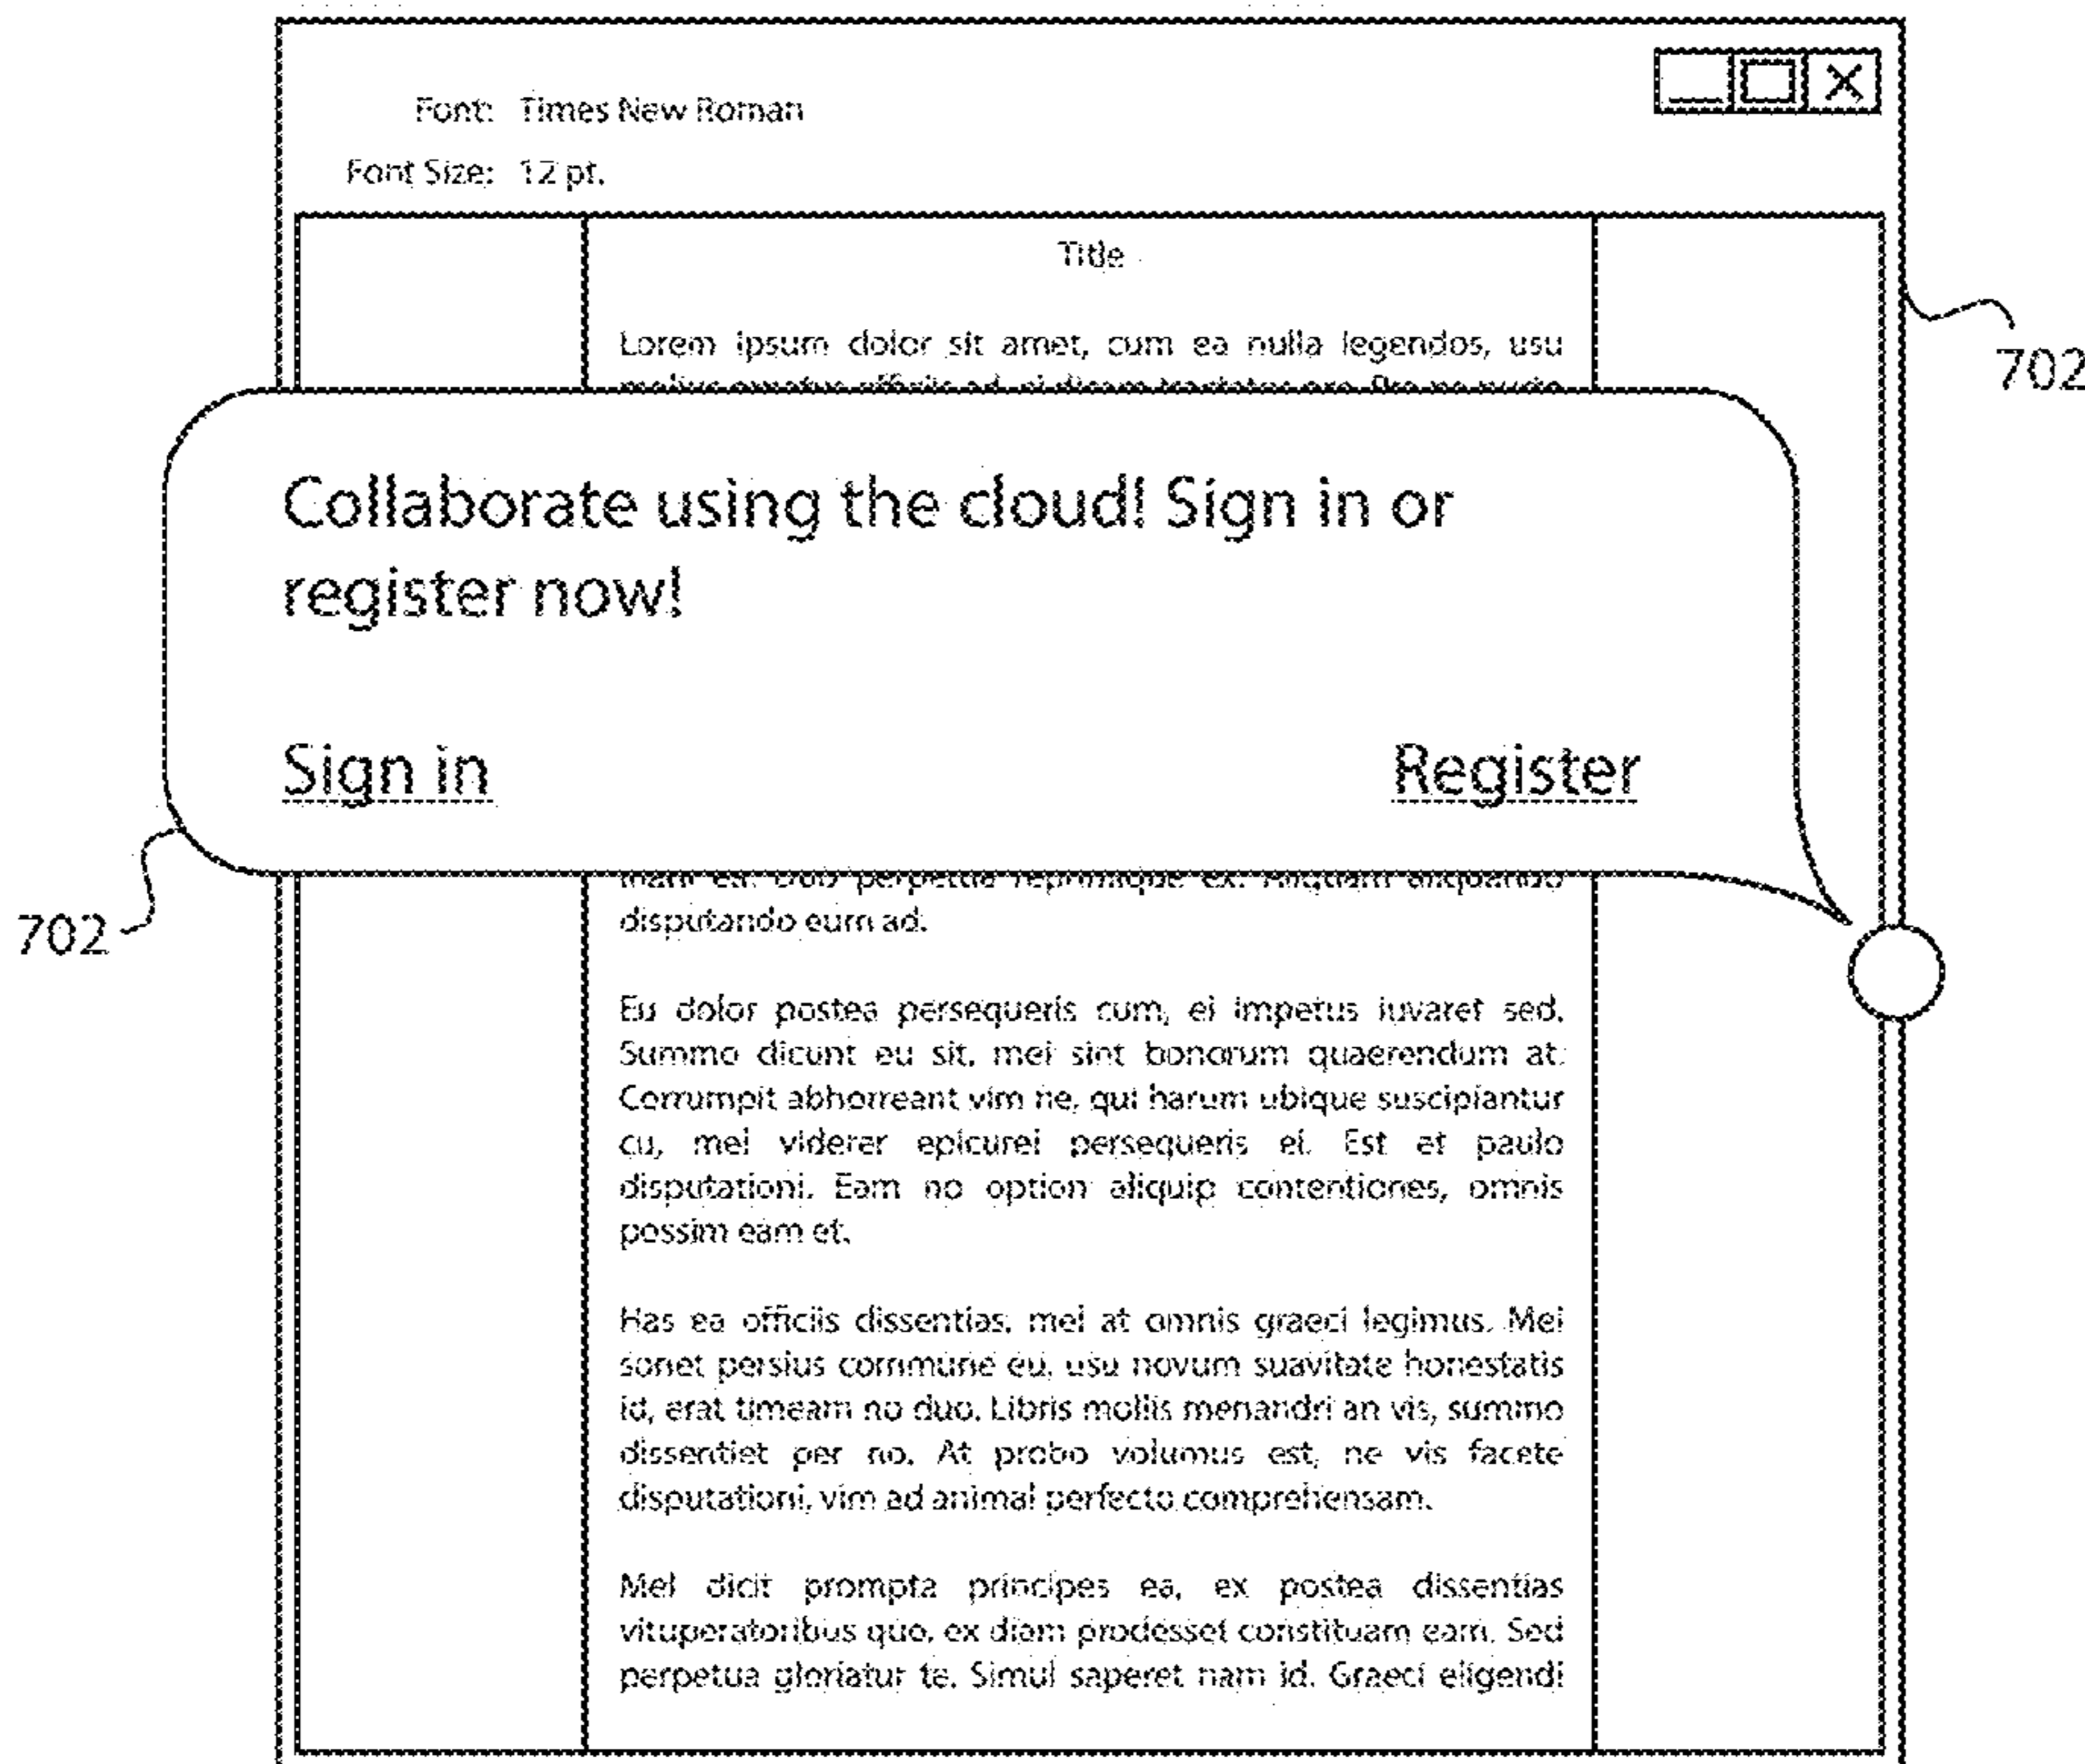 Font: Times New Roman
Font Size: 12 pt.
Title
Lorem ipsum dolor sit amet, cum ea nulla legendos, usu
702
Collaborate using the cloud! Sign in or
register now!
Sign in Register
702
disputando eum ad.
Eu dolor postea persequeris cum, ei impetus iuvaret sed.
Summo dicunt eu sit, mei sint bonorum quaerendum at.
Corrumpit abhorreant vim ne, qui harum ubique suscipiantur
cu, mel viderer epicurei persequeris ei. Est et paulo
disputationi. Eam no option aliquip contentiones, omnis
possim eam et.
Has ea officiis dissentias, mel at omnis graeci legimus. Mei
sonet persius commune eu, usu novum suavitate honestatis
id, erat timeam no duo. Libris mollis menandri an vis, summo
dissentiet per no. At probo volumus est, ne vis facete
disputationi, vim ad animal perfecto comprehensam.
Mel dicit prompta principes ea, ex postea dissentias
vituperatoribus quo, ex diam prodesset constituam eam. Sed
perpetua gloriatur te. Simul saperet nam id. Graeci eligendi